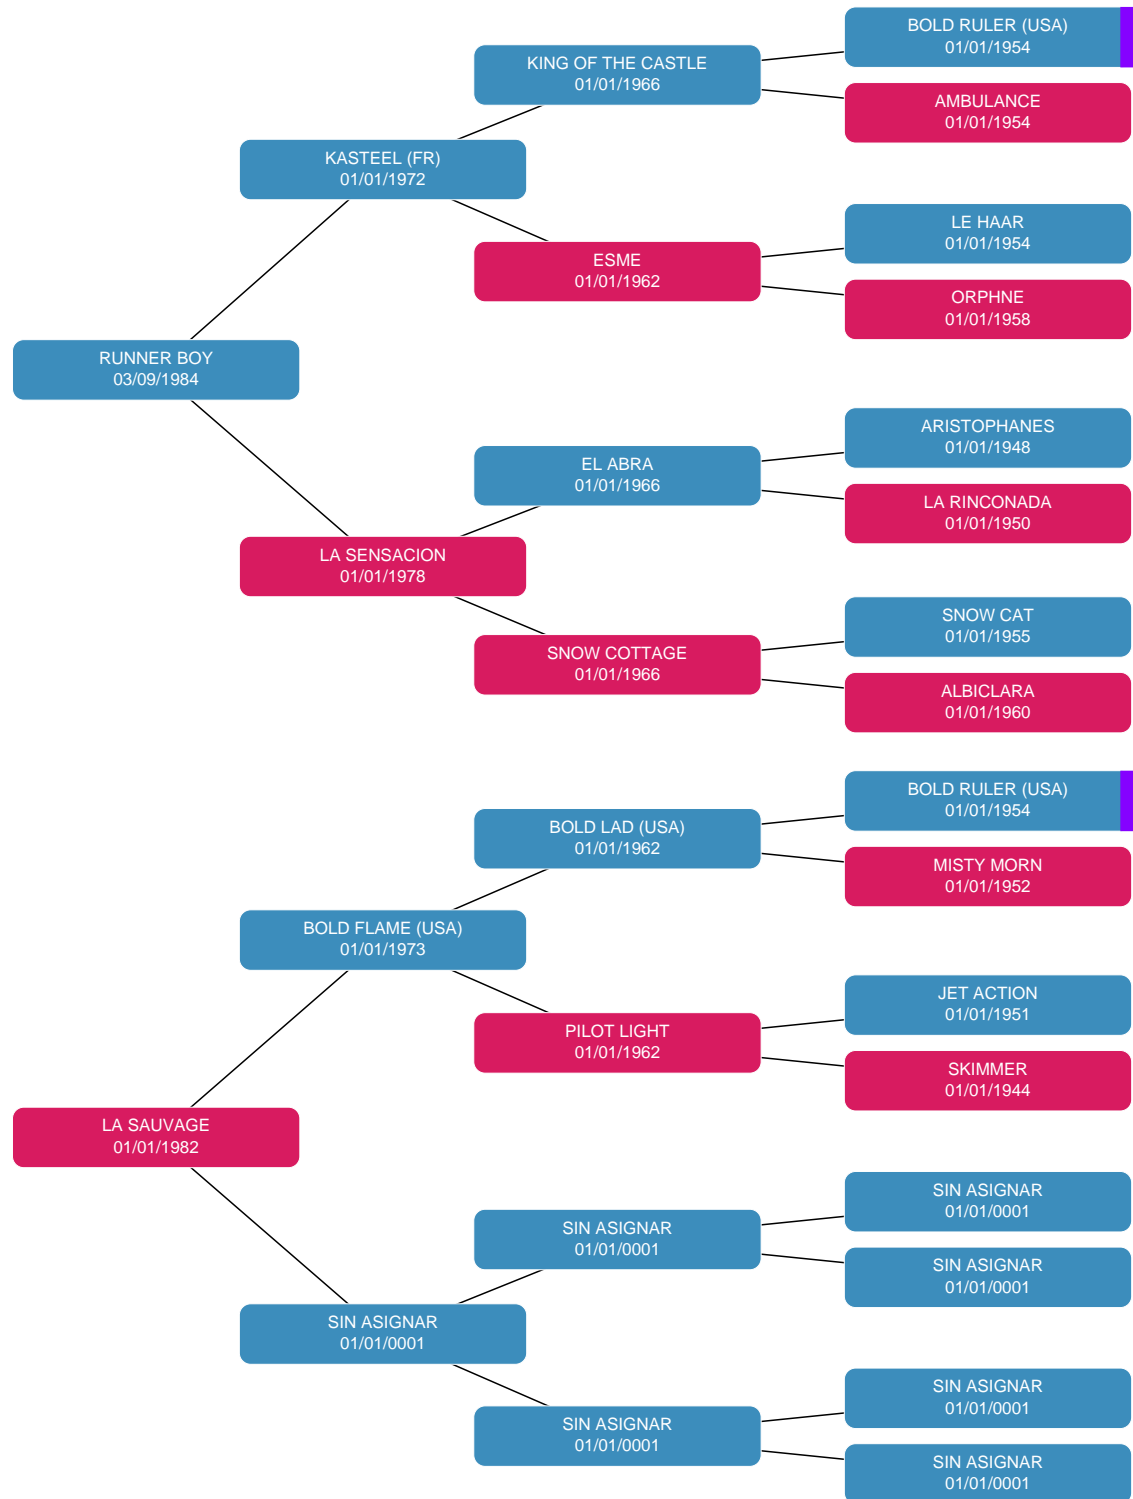 BOLD RULER (USA)
01/01/1954
KING OF THE CASTLE
01/01/1966
AMBULANCE
01/01/1954
KASTEEL (FR)
01/01/1972
LE HAAR
01/01/1954
ESME
01/01/1962
ORPHNE
01/01/1958
RUNNER BOY
03/09/1984
ARISTOPHANES
01/01/1948
EL ABRA
01/01/1966
LA RINCONADA
01/01/1950
LA SENSACION
01/01/1978
SNOW CAT
01/01/1955
SNOW COTTAGE
01/01/1966
ALBICLARA
01/01/1960
BOLD RULER (USA)
01/01/1954
BOLD LAD (USA)
01/01/1962
MISTY MORN
01/01/1952
BOLD FLAME (USA)
01/01/1973
JET ACTION
01/01/1951
PILOT LIGHT
01/01/1962
SKIMMER
01/01/1944
LA SAUVAGE
01/01/1982
SIN ASIGNAR
01/01/0001
SIN ASIGNAR
01/01/0001
SIN ASIGNAR
01/01/0001
SIN ASIGNAR
01/01/0001
SIN ASIGNAR
01/01/0001
SIN ASIGNAR
01/01/0001
SIN ASIGNAR
01/01/0001